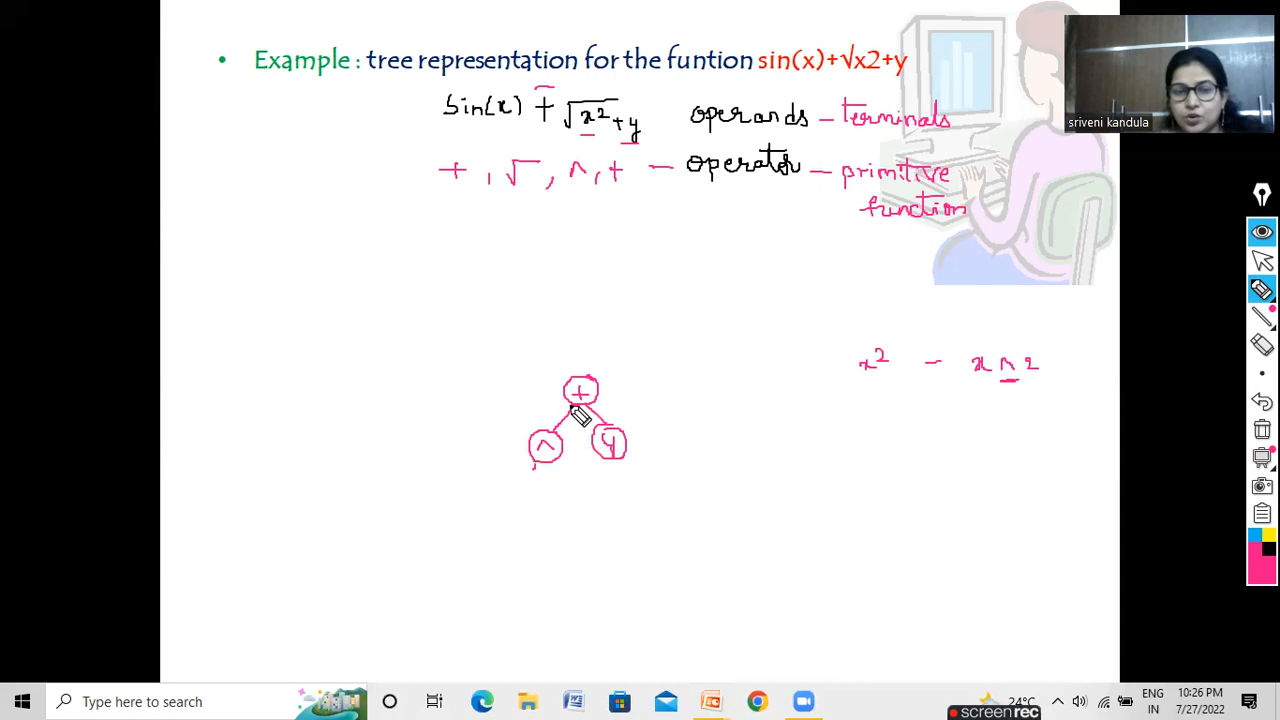 • Example : tree representation for the funtion sin(x)+√x2+y
sin(x) + √x² + y operands - terminals
+ , √ , ^ , + - operator - primitive
function
x² - x ^ 2
+
^ y
sriveni kandula
Type here to search
24°C
ENG
IN
10:26 PM
7/27/2022
screenrec